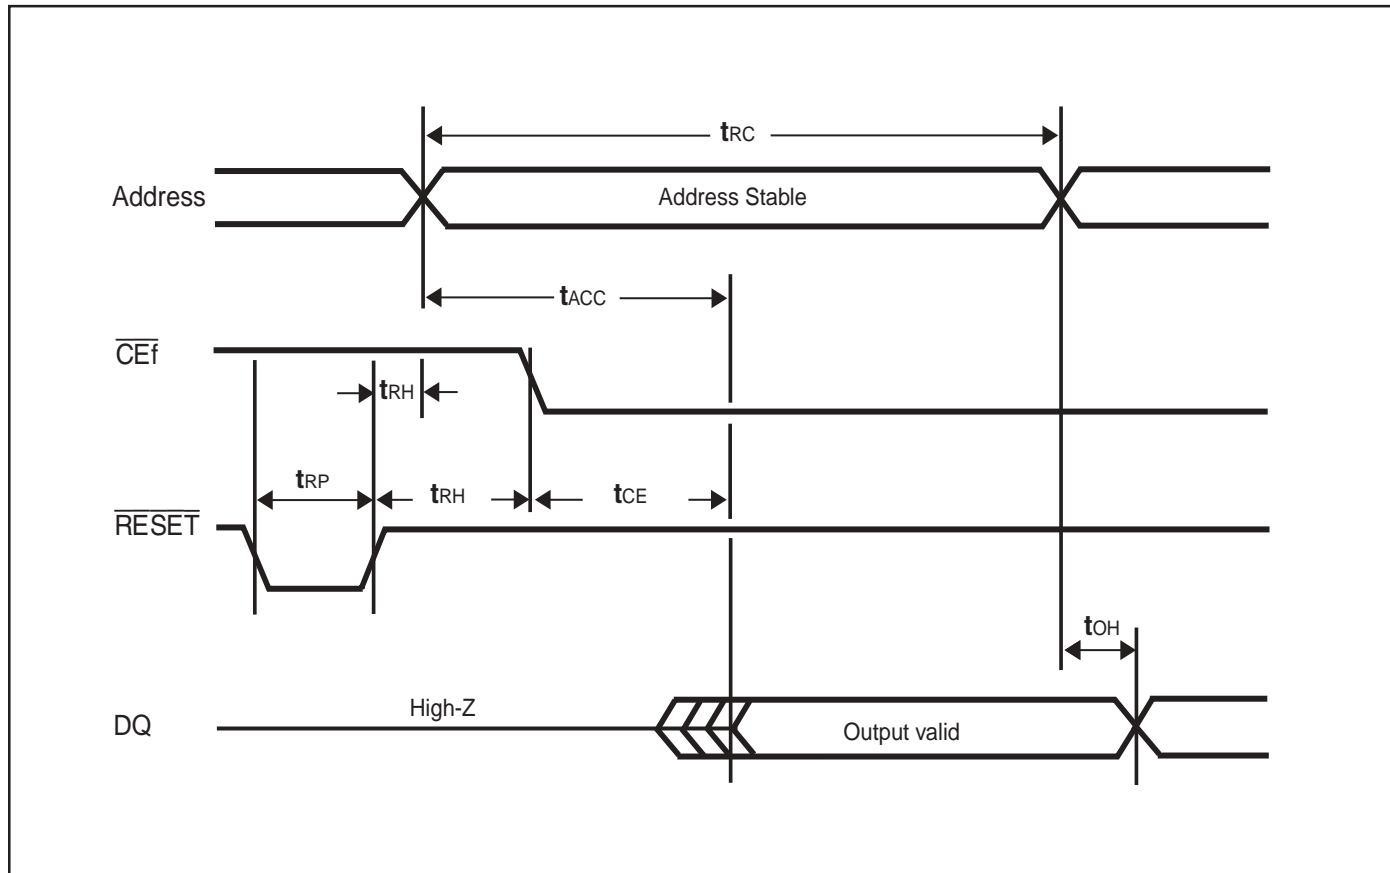 tRC
Address
Address Stable
tACC
CEf
tRH
tRP
tRH
tCE
RESET
tOH
High-Z
DQ
Output valid